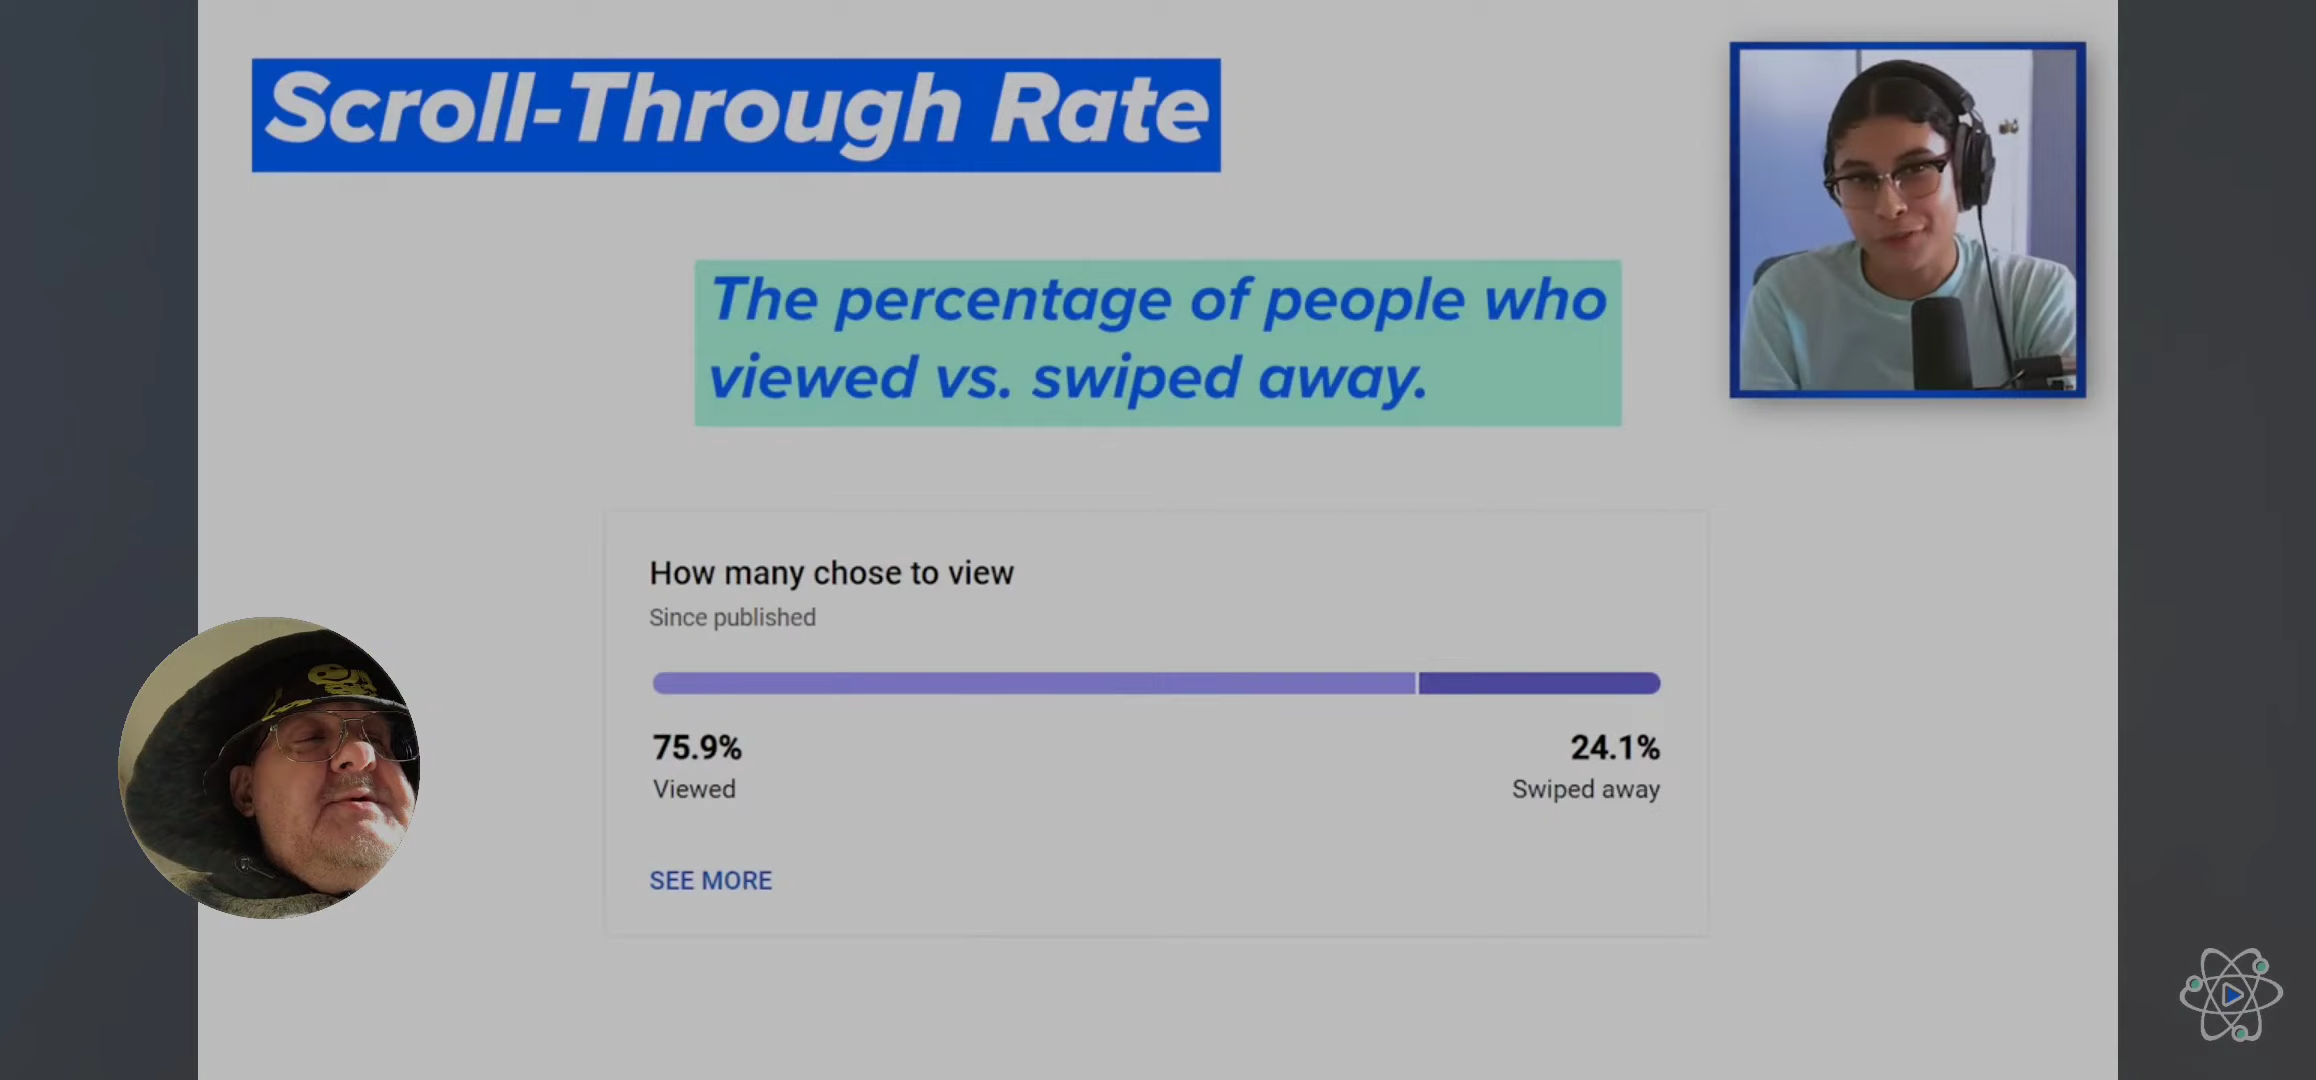 Scroll-Through Rate
The percentage of people who
viewed vs. swiped away.
How many chose to view
Since published
75.9%
24.1%
Viewed
Swiped away
SEE MORE